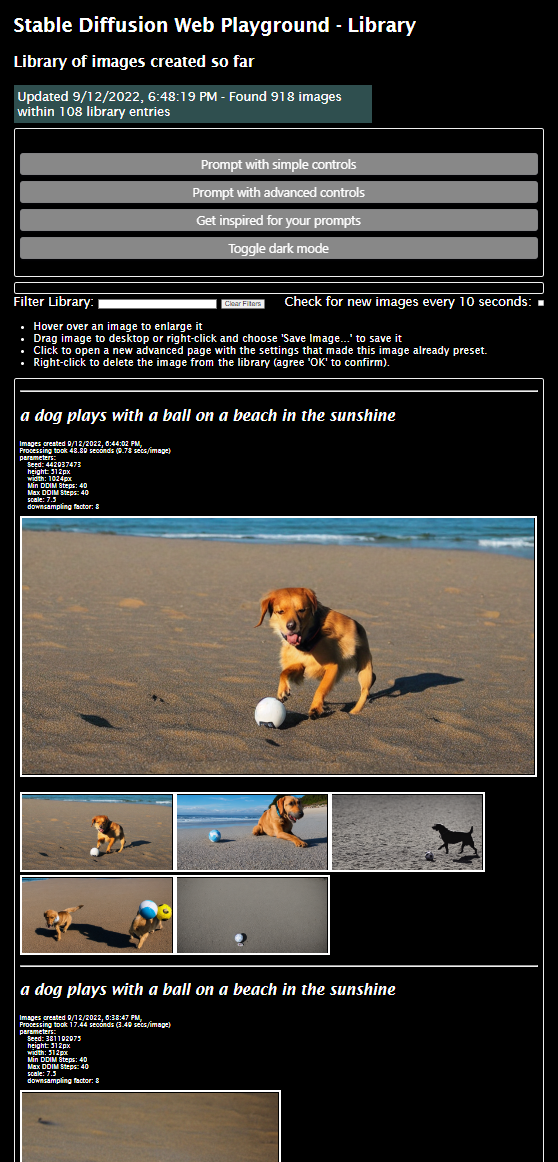 Stable Diffusion Web Playground - Library
Library of images created so far
Updated 9/12/2022, 6:48:19 PM - Found 918 images
within 108 library entries
Prompt with simple controls
Prompt with advanced controls
Get inspired for your prompts
Toggle dark mode
Filter Library: Clear Filters Check for new images every 10 seconds:
Hover over an image to enlarge it
Drag image to desktop or right-click and choose 'Save Image...' to save it
Click to open a new advanced page with the settings that made this image already preset.
Right-click to delete the image from the library (agree 'OK' to confirm).
a dog plays with a ball on a beach in the sunshine
Images created 9/12/2022, 6:44:02 PM,
Processing took 48.89 seconds (9.78 secs/image)
parameters:
Seed: 442937473
height: 512px
width: 1024px
Min DDIM Steps: 40
Max DDIM Steps: 40
scale: 7.5
downsampling factor: 8
a dog plays with a ball on a beach in the sunshine
Images created 9/12/2022, 6:38:47 PM,
Processing took 17.44 seconds (3.49 secs/image)
parameters:
Seed: 381192975
height: 512px
width: 512px
Min DDIM Steps: 40
Max DDIM Steps: 40
scale: 7.5
downsampling factor: 8